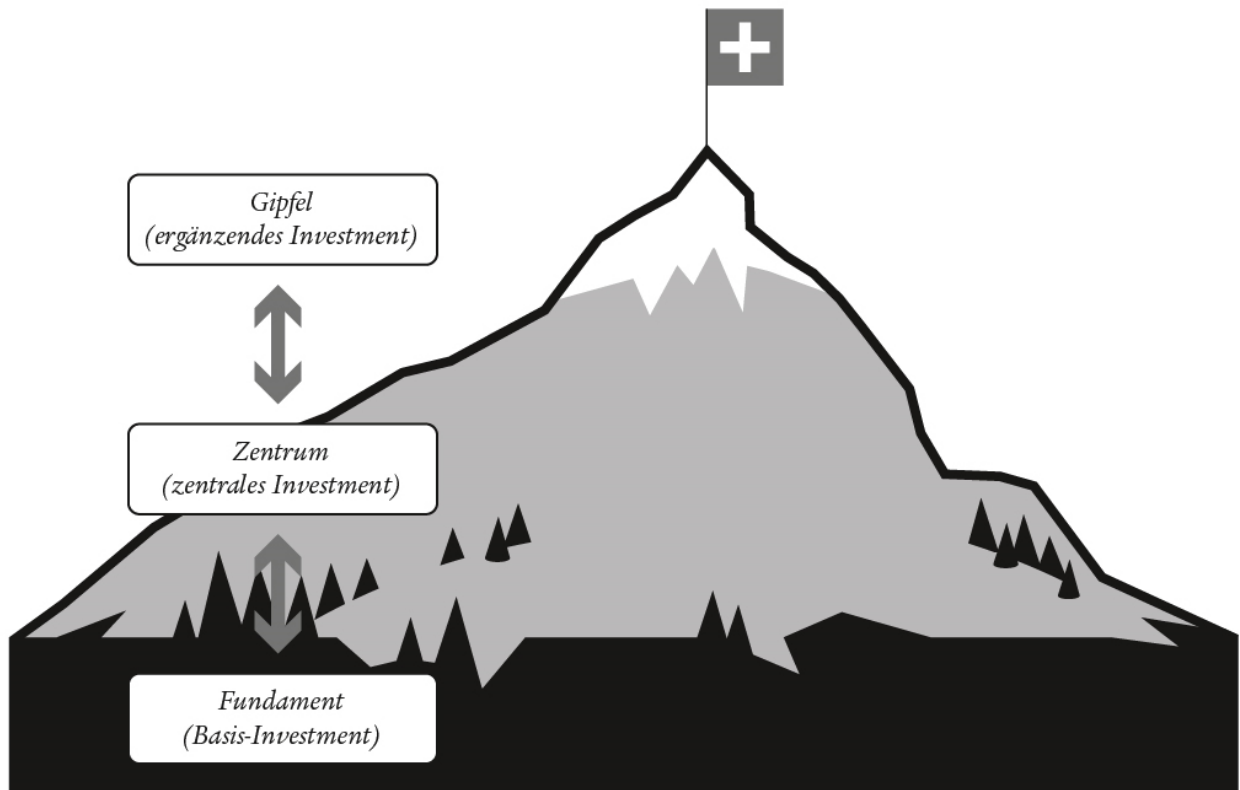 Gipfel
(ergänzendes Investment)
Zentrum
(zentrales Investment)
Fundament
(Basis-Investment)